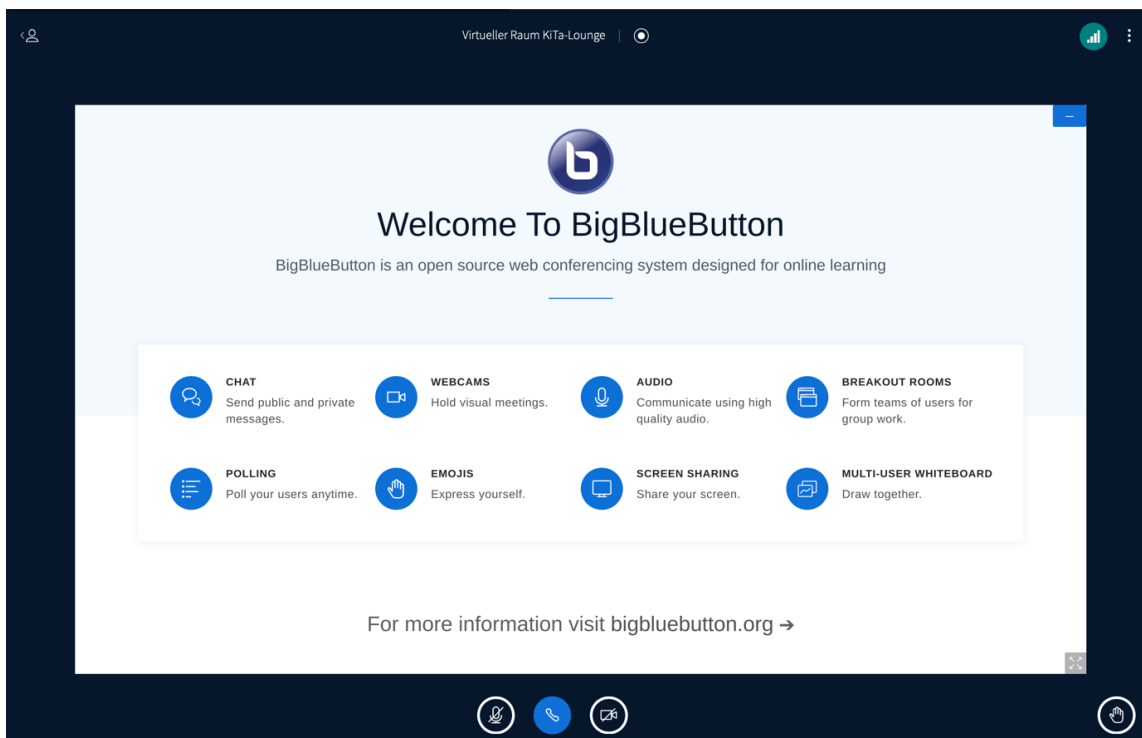 Virtueller Raum KiTa-Lounge
Welcome To BigBlueButton
BigBlueButton is an open source web conferencing system designed for online learning
CHAT
Send public and private
messages.
WEBCAMS
Hold visual meetings.
AUDIO
Communicate using high
quality audio.
BREAKOUT ROOMS
Form teams of users for
group work.
POLLING
Poll your users anytime.
EMOJIS
Express yourself.
SCREEN SHARING
Share your screen.
MULTI-USER WHITEBOARD
Draw together.
For more information visit bigbluebutton.org →